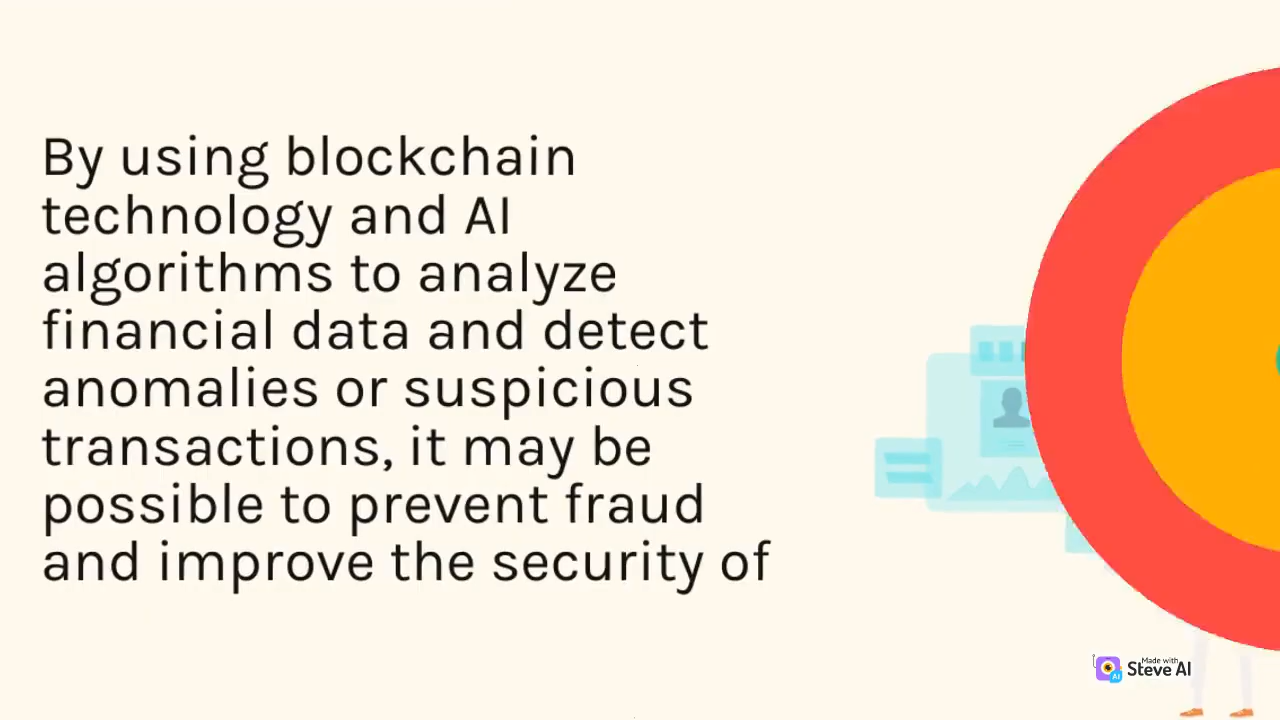 By using blockchain
technology and AI
algorithms to analyze
financial data and detect
anomalies or suspicious
transactions, it may be
possible to prevent fraud
and improve the security of
Made with
Steve AI
AI